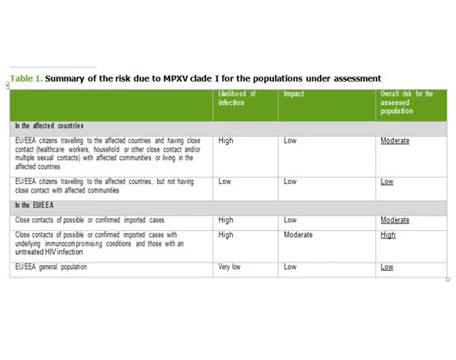 Table 1. Summary of the risk due to MPXV clade I for the populations under assessment
Likelihood of infection
Impact
Overall risk for the assessed population
In the affected countries
EU/EEA citizens travelling to the affected countries and having close
contact (healthcare workers, household or other close contact and/or
multiple sexual contacts) with affected communities or living in the
affected countries
High
Low
Moderate
EU/EEA citizens travelling to the affected countries, but not having
close contact with affected communities
Low
Low
Low
In the EU/EEA
Close contacts of possible or confirmed imported cases
High
Low
Moderate
Close contacts of possible or confirmed imported cases with
underlying immunocompromising conditions and those with an
untreated HIV infection
High
Moderate
High
EU/EEA general population
Very low
Low
Low